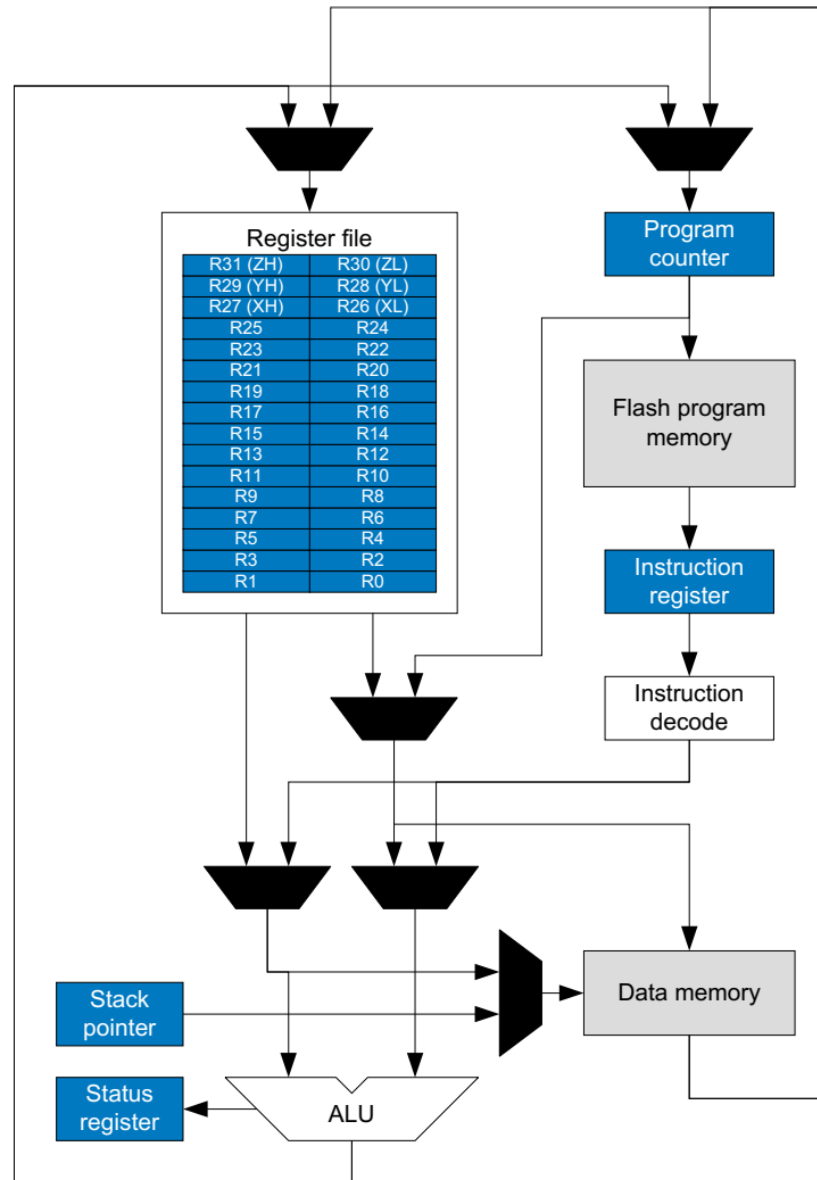 Register file
R31 (ZH) R30 (ZL)
R29 (YH) R28 (YL)
R27 (XH) R26 (XL)
R25 R24
R23 R22
R21 R20
R19 R18
R17 R16
R15 R14
R13 R12
R11 R10
R9 R8
R7 R6
R5 R4
R3 R2
R1 R0
Program
counter
Flash program
memory
Instruction
register
Instruction
decode
Stack
pointer
Data memory
Status
register
ALU